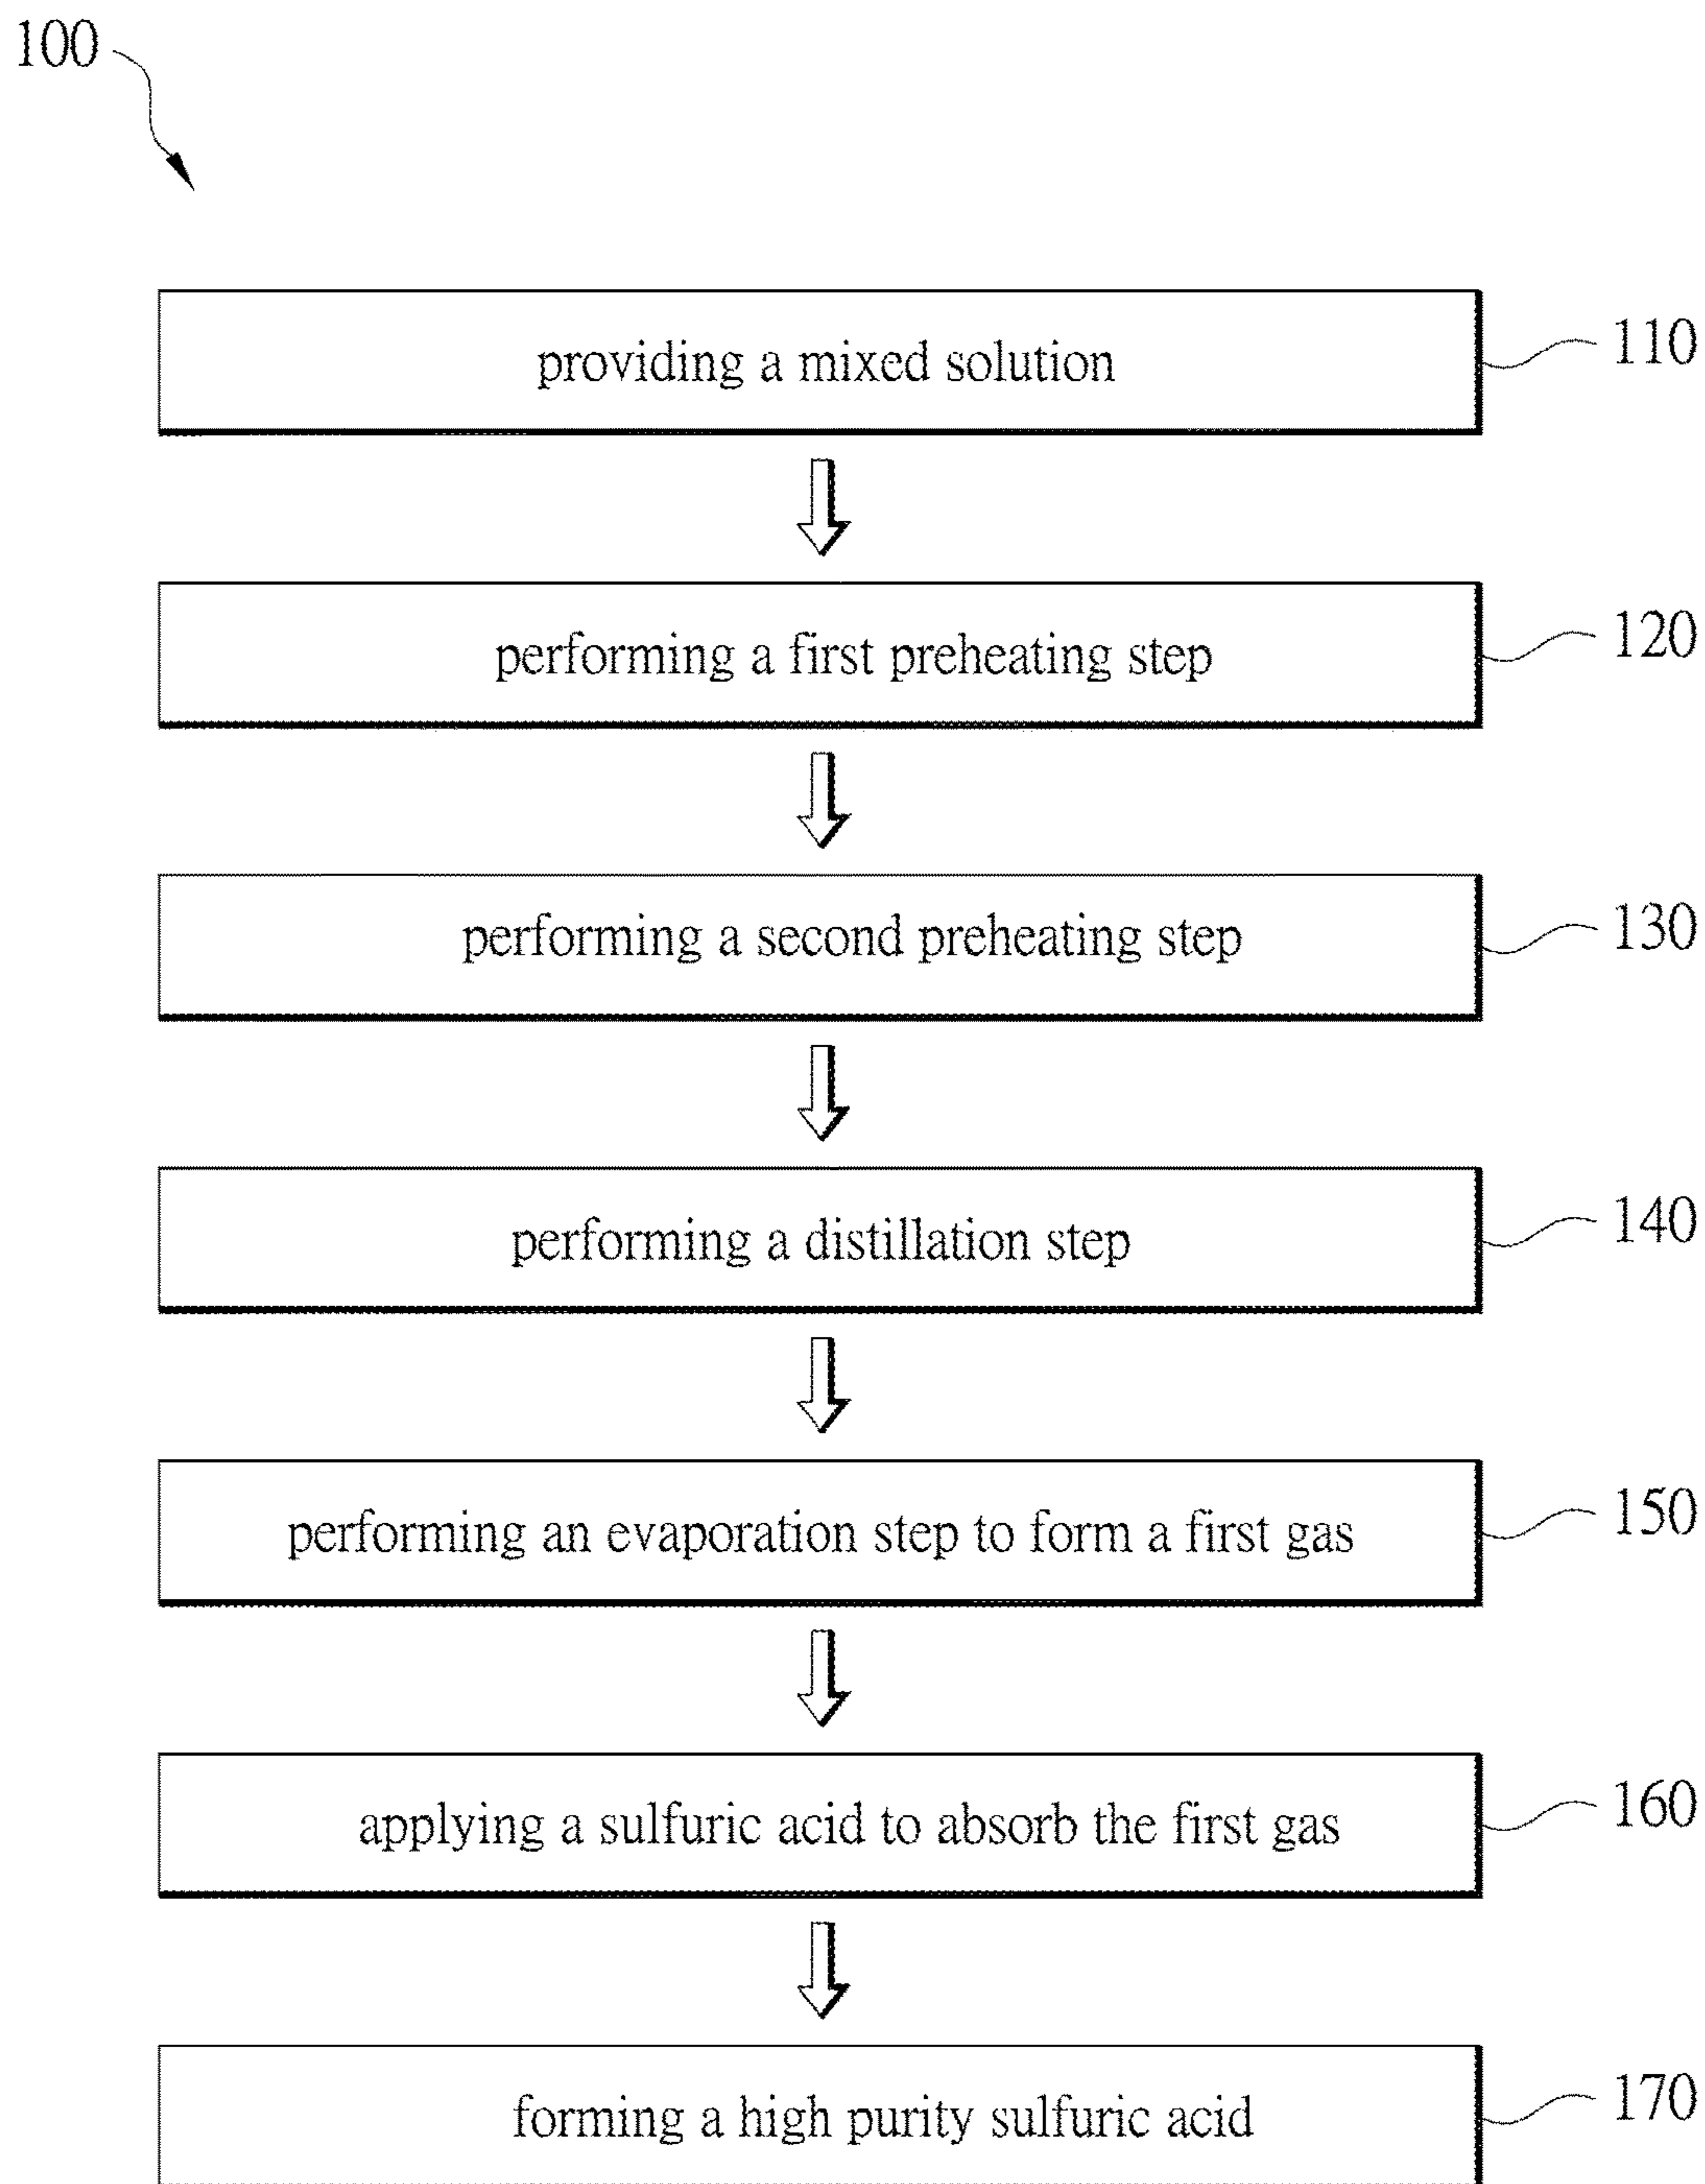 100
providing a mixed solution 110
performing a first preheating step 120
performing a second preheating step 130
performing a distillation step 140
performing an evaporation step to form a first gas 150
applying a sulfuric acid to absorb the first gas 160
forming a high purity sulfuric acid 170